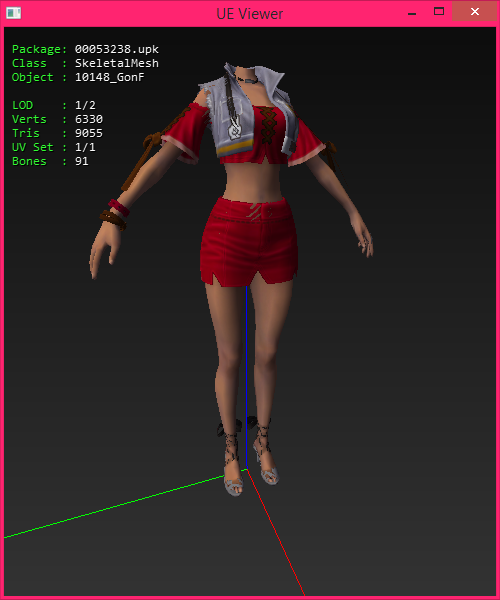 UE Viewer
Package: 00053238.upk
Class  : SkeletalMesh
Object : 10148_GonF
LOD    : 1/2
Verts  : 6330
Tris   : 9055
UV Set : 1/1
Bones  : 91